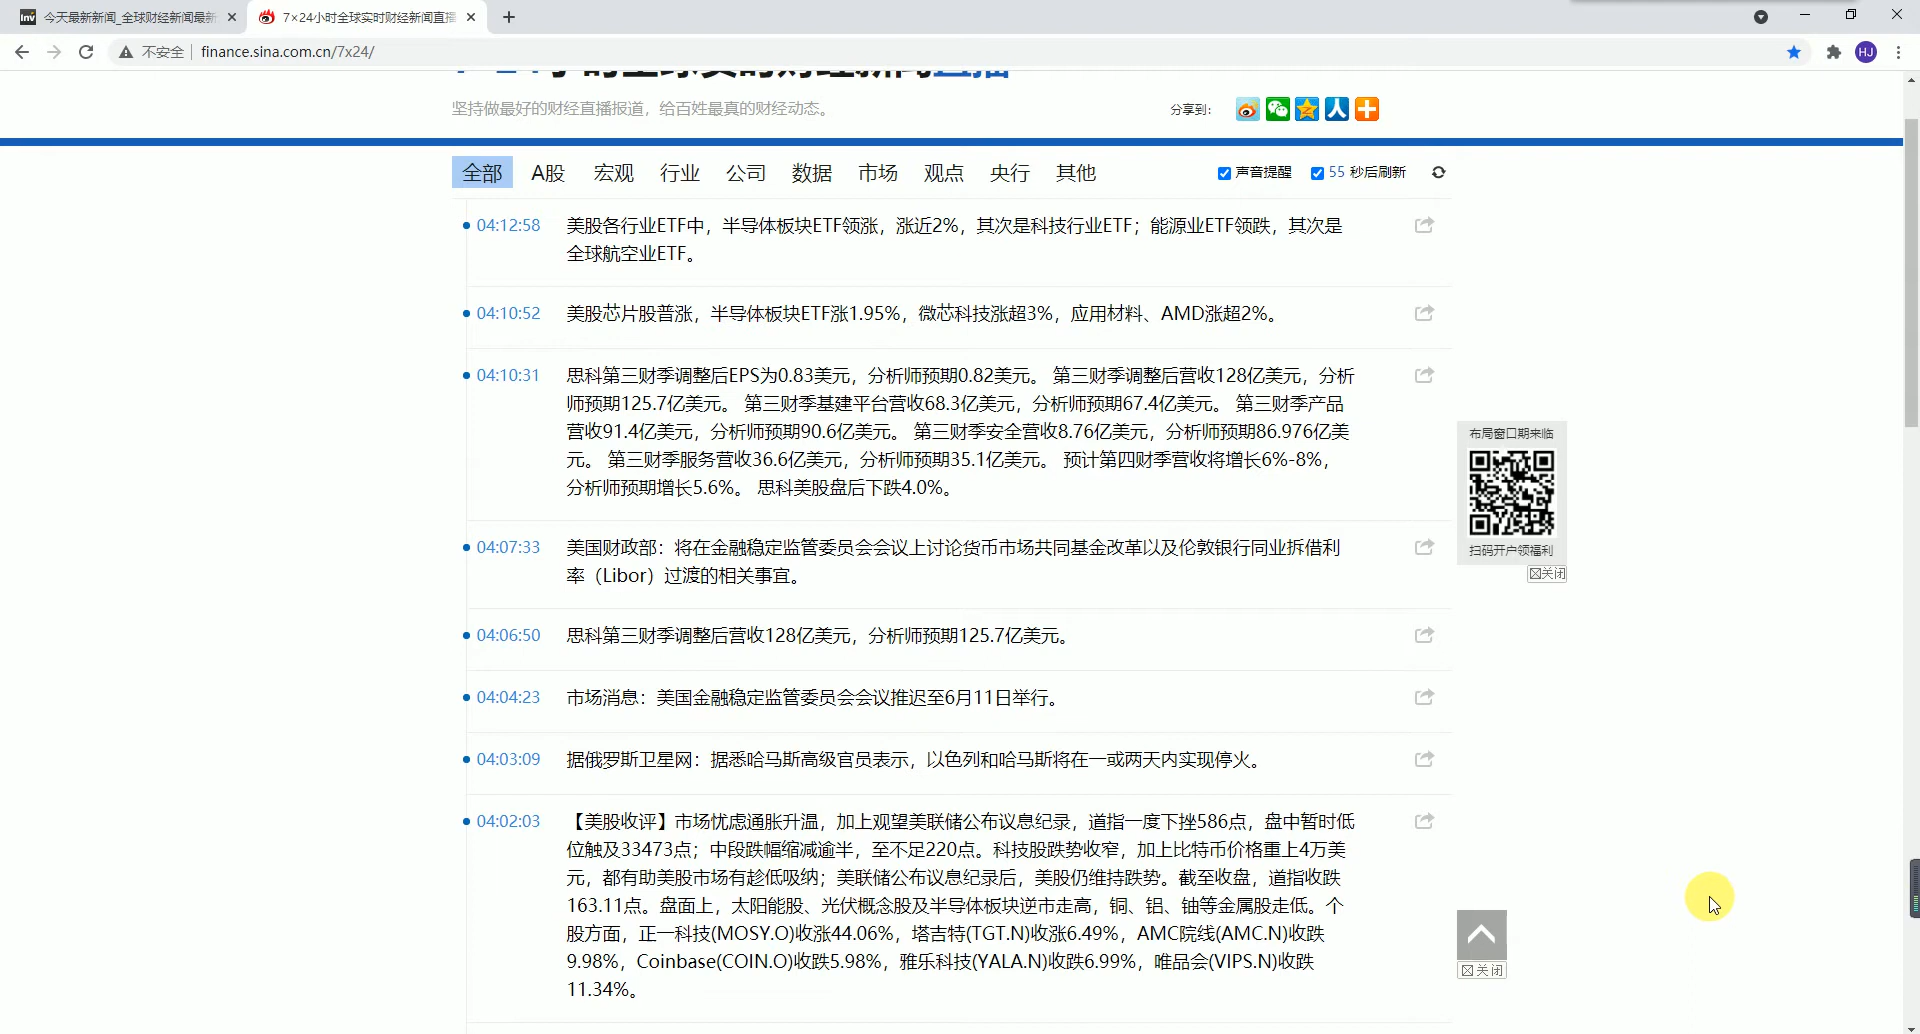 今天最新新闻_全球财经新闻最新
7×24小时全球实时财经新闻直播
不安全
finance.sina.com.cn/7x24/
HJ
坚持做最好的财经直播报道，给百姓最真的财经动态。
分享到：
全部 A股 宏观 行业 公司 数据 市场 观点 央行 其他
声音提醒 55 秒后刷新
04:12:58 美股各行业ETF中，半导体板块ETF领涨，涨近2%，其次是科技行业ETF；能源业ETF领跌，其次是
全球航空业ETF。
04:10:52 美股芯片股普涨，半导体板块ETF涨1.95%，微芯科技涨超3%，应用材料、AMD涨超2%。
04:10:31 思科第三财季调整后EPS为0.83美元，分析师预期0.82美元。 第三财季调整后营收128亿美元，分析
师预期125.7亿美元。 第三财季基建平台营收68.3亿美元，分析师预期67.4亿美元。 第三财季产品
营收91.4亿美元，分析师预期90.6亿美元。 第三财季安全营收8.76亿美元，分析师预期86.976亿美
元。 第三财季服务营收36.6亿美元，分析师预期35.1亿美元。 预计第四财季营收将增长6%-8%，
分析师预期增长5.6%。 思科美股盘后下跌4.0%。
布局窗口期来临
扫码开户领福利
关闭
04:07:33 美国财政部：将在金融稳定监管委员会会议上讨论货币市场共同基金改革以及伦敦银行同业拆借利
率（Libor）过渡的相关事宜。
04:06:50 思科第三财季调整后营收128亿美元，分析师预期125.7亿美元。
04:04:23 市场消息：美国金融稳定监管委员会会议推迟至6月11日举行。
04:03:09 据俄罗斯卫星网：据悉哈马斯高级官员表示，以色列和哈马斯将在一或两天内实现停火。
04:02:03 【美股收评】市场忧虑通胀升温，加上观望美联储公布议息纪录，道指一度下挫586点，盘中暂时低
位触及33473点；中段跌幅缩减逾半，至不足220点。科技股跌势收窄，加上比特币价格重上4万美
元，都有助美股市场有趁低吸纳；美联储公布议息纪录后，美股仍维持跌势。截至收盘，道指收跌
163.11点。盘面上，太阳能股、光伏概念股及半导体板块逆市走高，铜、铝、铀等金属股走低。个
股方面，正一科技(MOSY.O)收涨44.06%，塔吉特(TGT.N)收涨6.49%，AMC院线(AMC.N)收跌
9.98%，Coinbase(COIN.O)收跌5.98%，雅乐科技(YALA.N)收跌6.99%，唯品会(VIPS.N)收跌
11.34%。
关闭